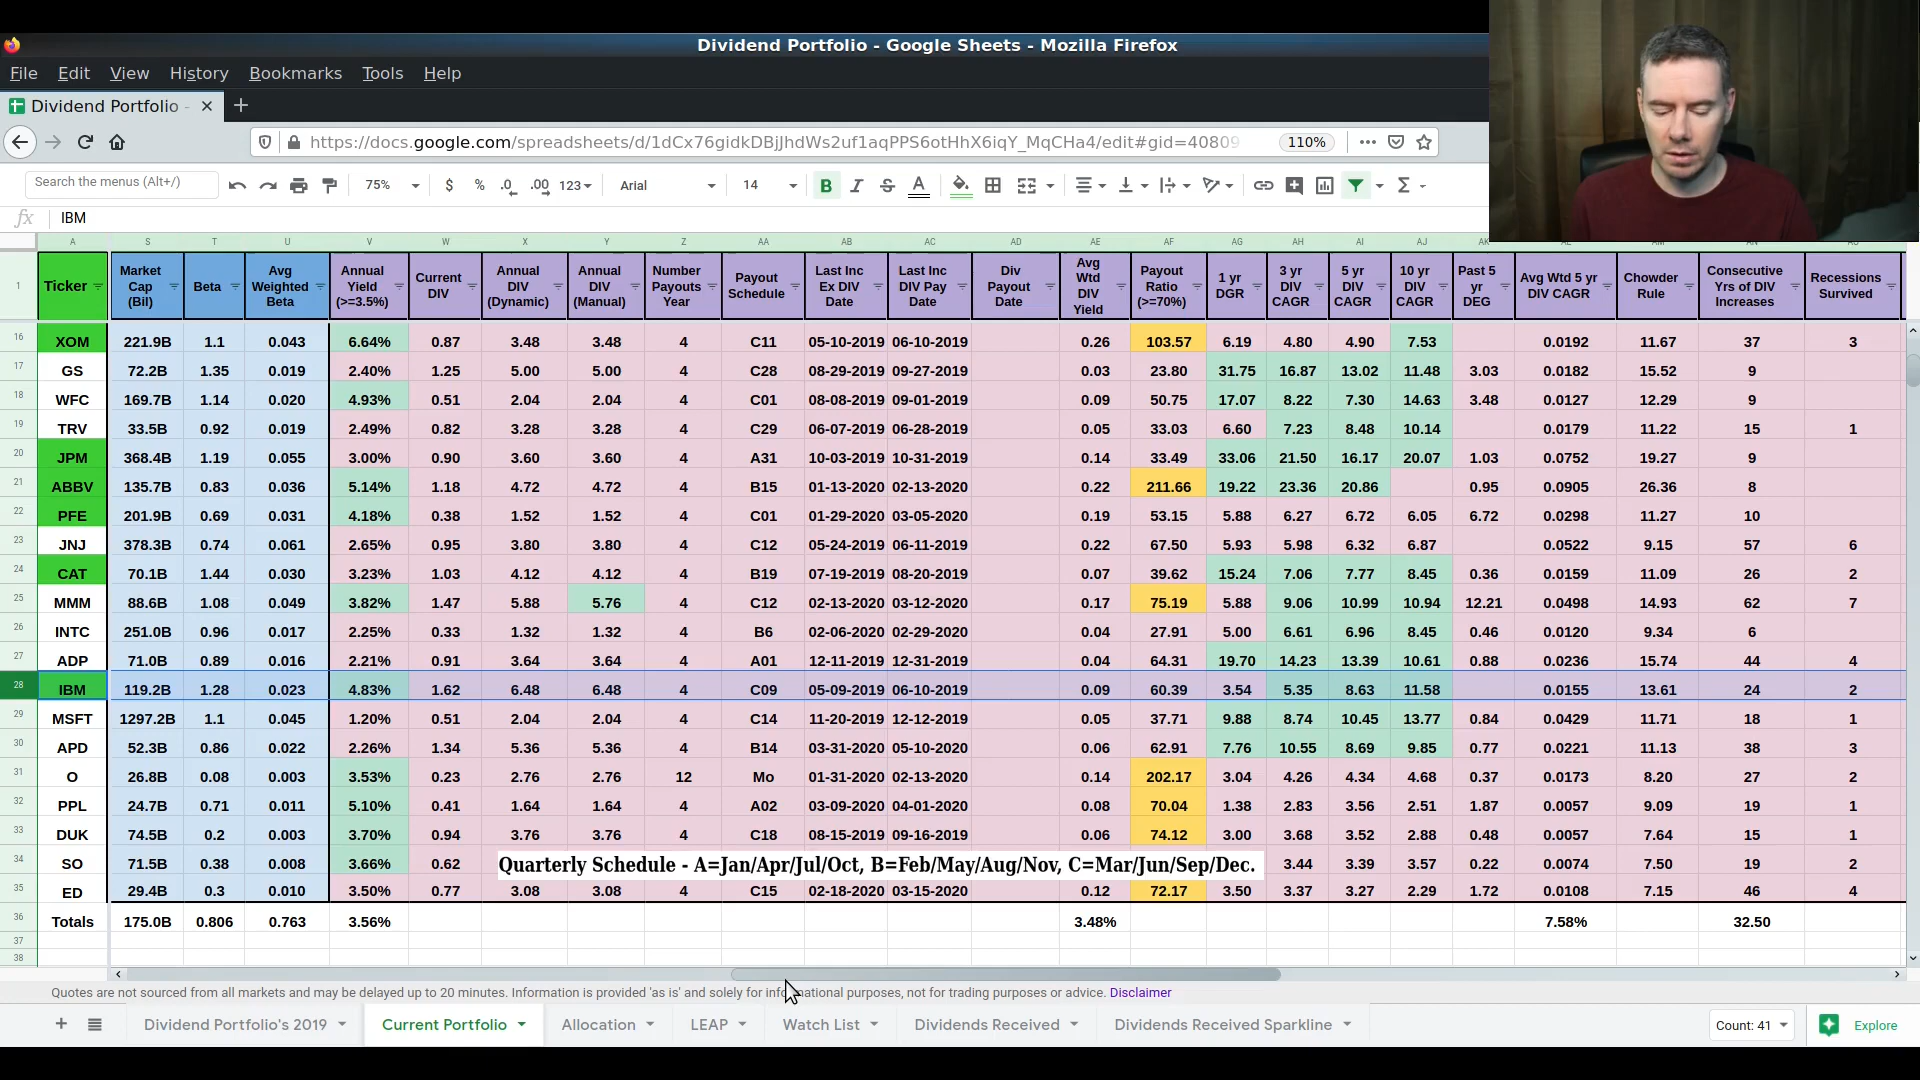 Dividend Portfolio - Google Sheets - Mozilla Firefox
File Edit View History Bookmarks Tools Help
Dividend Portfolio -
https://docs.google.com/spreadsheets/d/1dCx76gidkDBjJhdWs2uf1aqPPS6otHhX6iqY_MqCHa4/edit#gid=40809 110%
Search the menus (Alt+/) 75% $ % .0 .00 123 Arial 14 B I S A Σ
fx IBM
A S T U V W X Y Z AA AB AC AD AE AF AG AH AI AJ
1 Ticker Market Cap (Bil) Beta Avg Weighted Beta Annual Yield (>=3.5%) Current DIV Annual DIV (Dynamic) Annual DIV (Manual) Number Payouts Year Payout Schedule Last Inc Ex DIV Date Last Inc DIV Pay Date Div Payout Date Avg Wtd DIV Yield Payout Ratio (>=70%) 1 yr DGR 3 yr DIV CAGR 5 yr DIV CAGR 10 yr DIV CAGR Past 5 yr DEG Avg Wtd 5 yr DIV CAGR Chowder Rule Consecutive Yrs of DIV Increases Recessions Survived
16 XOM 221.9B 1.1 0.043 6.64% 0.87 3.48 3.48 4 C11 05-10-2019 06-10-2019 0.26 103.57 6.19 4.80 4.90 7.53 0.0192 11.67 37 3
17 GS 72.2B 1.35 0.019 2.40% 1.25 5.00 5.00 4 C28 08-29-2019 09-27-2019 0.03 23.80 31.75 16.87 13.02 11.48 3.03 0.0182 15.52 9
18 WFC 169.7B 1.14 0.020 4.93% 0.51 2.04 2.04 4 C01 08-08-2019 09-01-2019 0.09 50.75 17.07 8.22 7.30 14.63 3.48 0.0127 12.29 9
19 TRV 33.5B 0.92 0.019 2.49% 0.82 3.28 3.28 4 C29 06-07-2019 06-28-2019 0.05 33.03 6.60 7.23 8.48 10.14 0.0179 11.22 15 1
20 JPM 368.4B 1.19 0.055 3.00% 0.90 3.60 3.60 4 A31 10-03-2019 10-31-2019 0.14 33.49 33.06 21.50 16.17 20.07 1.03 0.0752 19.27 9
21 ABBV 135.7B 0.83 0.036 5.14% 1.18 4.72 4.72 4 B15 01-13-2020 02-13-2020 0.22 211.66 19.22 23.36 20.86 0.95 0.0905 26.36 8
22 PFE 201.9B 0.69 0.031 4.18% 0.38 1.52 1.52 4 C01 01-29-2020 03-05-2020 0.19 53.15 5.88 6.27 6.72 6.05 6.72 0.0298 11.27 10
23 JNJ 378.3B 0.74 0.061 2.65% 0.95 3.80 3.80 4 C12 05-24-2019 06-11-2019 0.22 67.50 5.93 5.98 6.32 6.87 0.0522 9.15 57 6
24 CAT 70.1B 1.44 0.030 3.23% 1.03 4.12 4.12 4 B19 07-19-2019 08-20-2019 0.07 39.62 15.24 7.06 7.77 8.45 0.36 0.0159 11.09 26 2
25 MMM 88.6B 1.08 0.049 3.82% 1.47 5.88 5.76 4 C12 02-13-2020 03-12-2020 0.17 75.19 5.88 9.06 10.99 10.94 12.21 0.0498 14.93 62 7
26 INTC 251.0B 0.96 0.017 2.25% 0.33 1.32 1.32 4 B6 02-06-2020 02-29-2020 0.04 27.91 5.00 6.61 6.96 8.45 0.46 0.0120 9.34 6
27 ADP 71.0B 0.89 0.016 2.21% 0.91 3.64 3.64 4 A01 12-11-2019 12-31-2019 0.04 64.31 19.70 14.23 13.39 10.61 0.88 0.0236 15.74 44 4
28 IBM 119.2B 1.28 0.023 4.83% 1.62 6.48 6.48 4 C09 05-09-2019 06-10-2019 0.09 60.39 3.54 5.35 8.63 11.58 0.0155 13.61 24 2
29 MSFT 1297.2B 1.1 0.045 1.20% 0.51 2.04 2.04 4 C14 11-20-2019 12-12-2019 0.05 37.71 9.88 8.74 10.45 13.77 0.84 0.0429 11.71 18 1
30 APD 52.3B 0.86 0.022 2.26% 1.34 5.36 5.36 4 B14 03-31-2020 05-10-2020 0.06 62.91 7.76 10.55 8.69 9.85 0.77 0.0221 11.13 38 3
31 O 26.8B 0.08 0.003 3.53% 0.23 2.76 2.76 12 Mo 01-31-2020 02-13-2020 0.14 202.17 3.04 4.26 4.34 4.68 0.37 0.0173 8.20 27 2
32 PPL 24.7B 0.71 0.011 5.10% 0.41 1.64 1.64 4 A02 03-09-2020 04-01-2020 0.08 70.04 1.38 2.83 3.56 2.51 1.87 0.0057 9.09 19 1
33 DUK 74.5B 0.2 0.003 3.70% 0.94 3.76 3.76 4 C18 08-15-2019 09-16-2019 0.06 74.12 3.00 3.68 3.52 2.88 0.48 0.0057 7.64 15 1
34 SO 71.5B 0.38 0.008 3.66% 0.62 Quarterly Schedule - A=Jan/Apr/Jul/Oct, B=Feb/May/Aug/Nov, C=Mar/Jun/Sep/Dec. 3.44 3.39 3.57 0.22 0.0074 7.50 19 2
35 ED 29.4B 0.3 0.010 3.50% 0.77 3.08 3.08 4 C15 02-18-2020 03-15-2020 0.12 72.17 3.50 3.37 3.27 2.29 1.72 0.0108 7.15 46 4
36 Totals 175.0B 0.806 0.763 3.56% 3.48% 7.58% 32.50
37
38
Quotes are not sourced from all markets and may be delayed up to 20 minutes. Information is provided 'as is' and solely for informational purposes, not for trading purposes or advice. Disclaimer
Dividend Portfolio's 2019 Current Portfolio Allocation LEAP Watch List Dividends Received Dividends Received Sparkline Count: 41 Explore